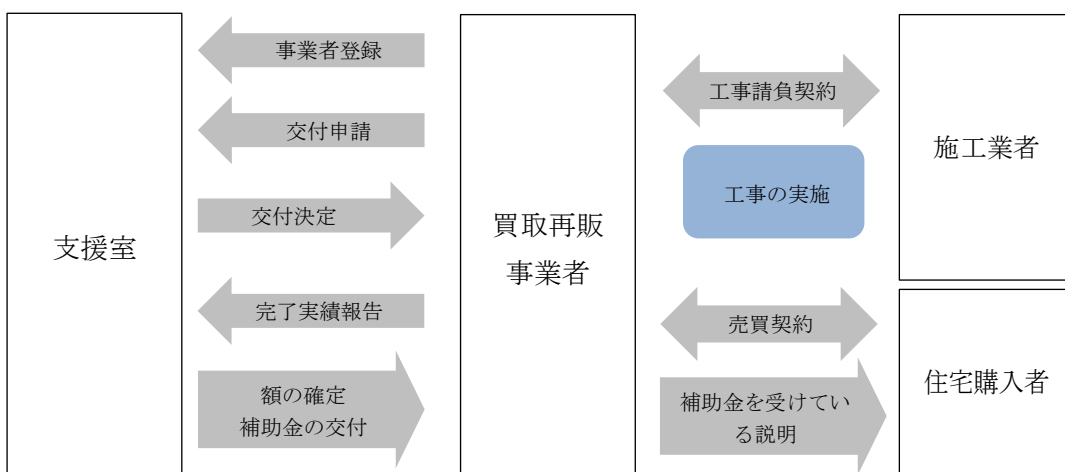 支援室
事業者登録
交付申請
交付決定
完了実績報告
額の確定
補助金の交付
買取再販
事業者
工事請負契約
工事の実施
売買契約
補助金を受けてい
る説明
施工業者
住宅購入者